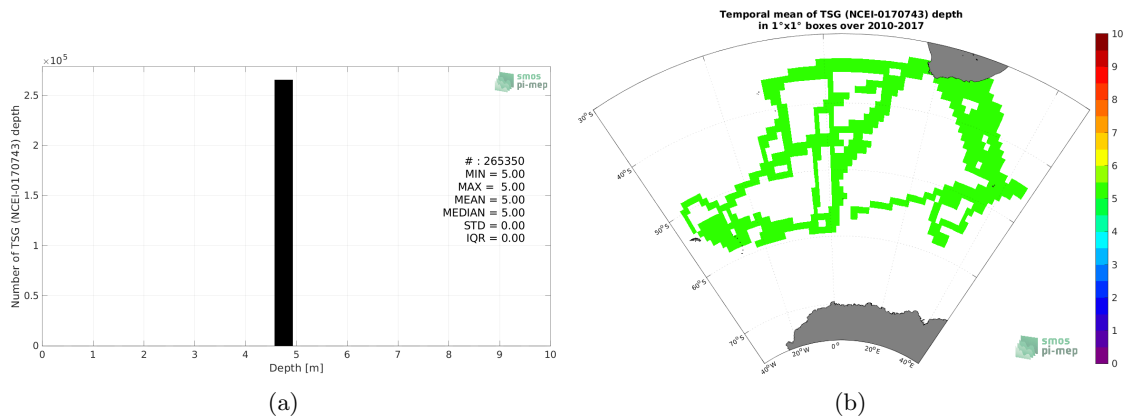 ×10⁵
2.5
2
1.5
1
0.5
0
0 1 2 3 4 5 6 7 8 9 10
Number of TSG (NCEI-0170743) depth
Depth [m]
smos
pi-mep
# : 265350
MIN = 5.00
MAX = 5.00
MEAN = 5.00
MEDIAN = 5.00
STD = 0.00
IQR = 0.00
(a)
Temporal mean of TSG (NCEI-0170743) depth
in 1°x1° boxes over 2010-2017
30°S
40°S
50°S
60°S
70°S
40°W
20°W
0°
20°E
40°E
10
9
8
7
6
5
4
3
2
1
0
smos
pi-mep
(b)